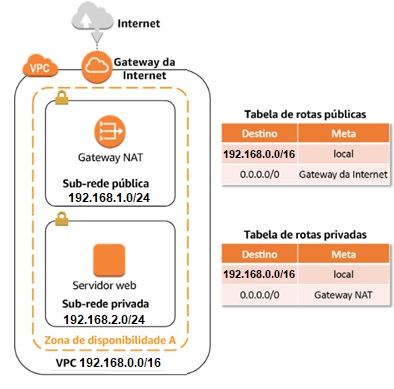 Internet
VPC
Gateway da
Internet
Gateway NAT
Sub-rede pública
192.168.1.0/24
Servidor web
Sub-rede privada
192.168.2.0/24
Zona de disponibilidade A
VPC 192.168.0.0/16
Tabela de rotas públicas
Destino Meta
192.168.0.0/16 local
0.0.0.0/0 Gateway da Internet
Tabela de rotas privadas
Destino Meta
192.168.0.0/16 local
0.0.0.0/0 Gateway NAT